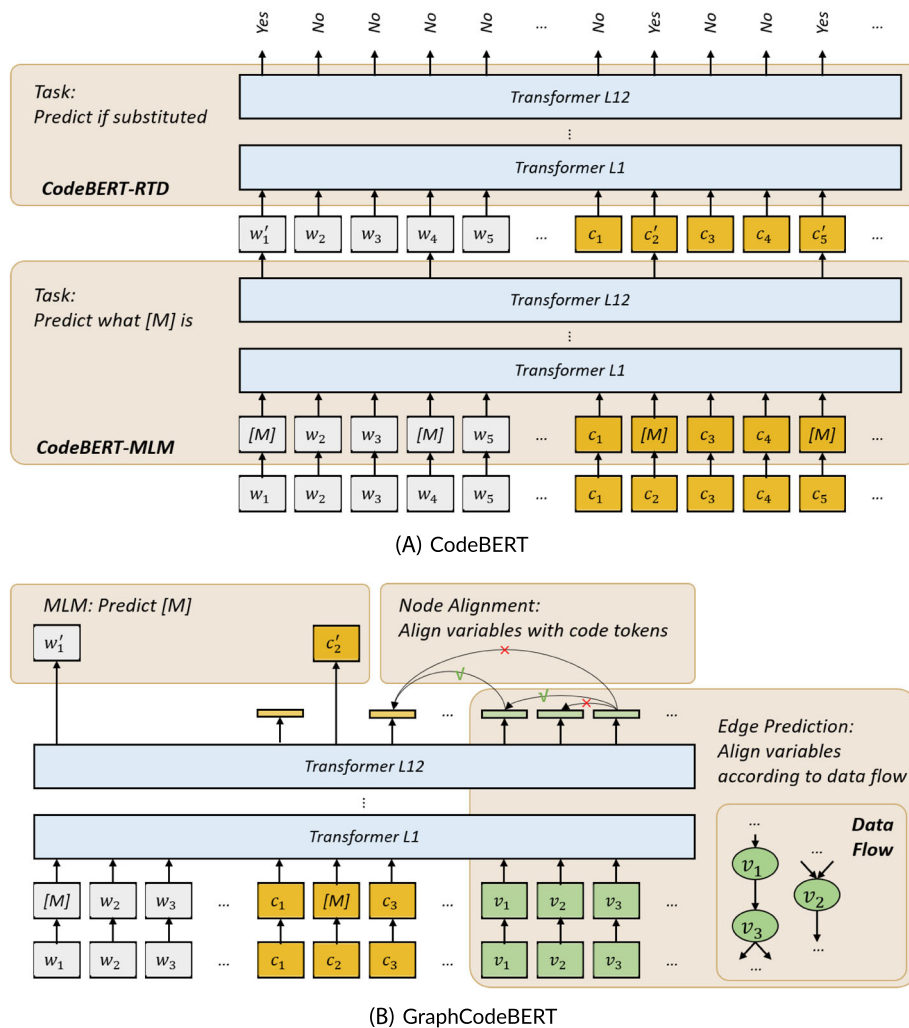 Yes No No No No ... No Yes No No Yes ...
Task:
Predict if substituted
Transformer L12
...
Transformer L1
CodeBERT-RTD
w′₁ w₂ w₃ w₄ w₅ ... c₁ c′₂ c₃ c₄ c′₅ ...
Task:
Predict what [M] is
Transformer L12
...
Transformer L1
[M] w₂ w₃ [M] w₅ ... c₁ [M] c₃ c₄ [M] ...
CodeBERT-MLM
w₁ w₂ w₃ w₄ w₅ ... c₁ c₂ c₃ c₄ c₅ ...
(A) CodeBERT
MLM: Predict [M]
w′₁ c′₂
Node Alignment:
Align variables with code tokens
× √ √ ×
... ...
Edge Prediction:
Align variables
according to data flow
Transformer L12
...
Transformer L1
[M] w₂ w₃ ... c₁ [M] c₃ ... v₁ v₂ v₃ ...
w₁ w₂ w₃ ... c₁ c₂ c₃ ... v₁ v₂ v₃ ...
Data
Flow
... ...
v₁ v₂
v₃
... ...
(B) GraphCodeBERT